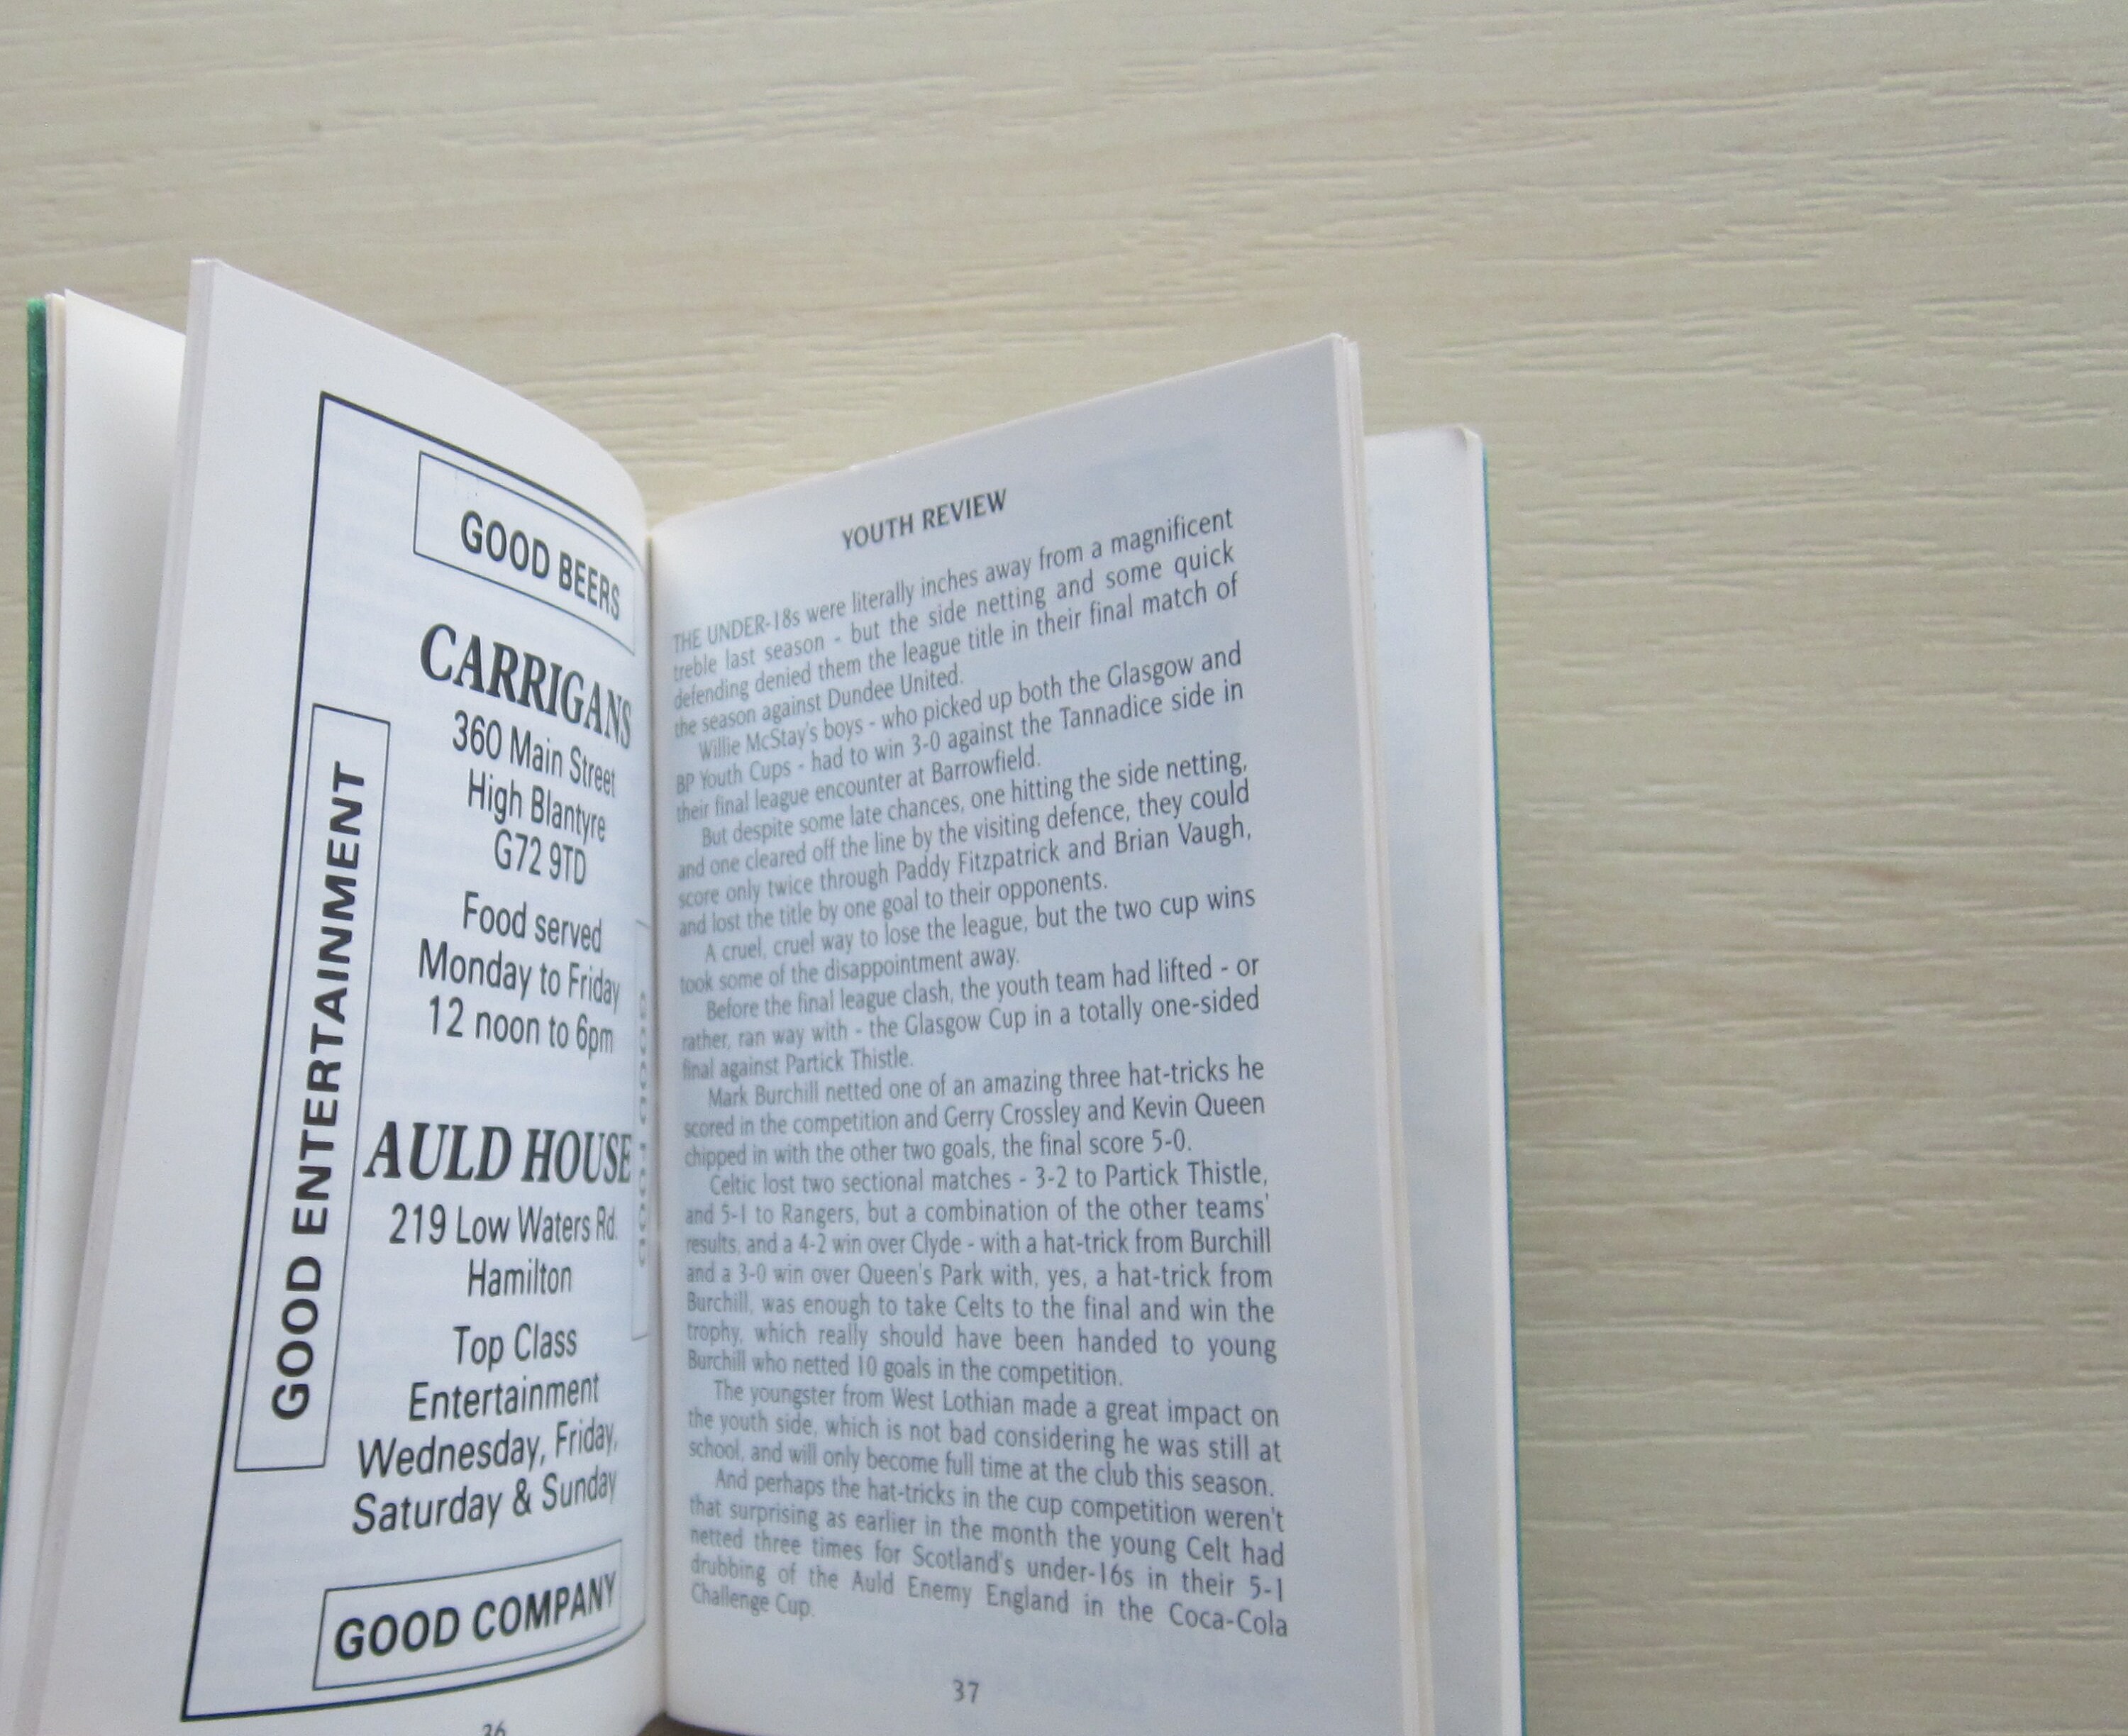 GOOD BEERS
GOOD ENTERTAINMENT
CARRIGANS
360 Main Street
High Blantyre
G72 9TD
Food served
Monday to Friday
12 noon to 6pm
AULD HOUSE
219 Low Waters Rd.
Hamilton
Top Class
Entertainment
Wednesday, Friday,
Saturday & Sunday
GOOD FOOD
GOOD COMPANY
36
YOUTH REVIEW
THE UNDER-18s were literally inches away from a magnificent
treble last season - but the side netting and some quick
defending denied them the league title in their final match of
the season against Dundee United.
Willie McStay's boys - who picked up both the Glasgow and
BP Youth Cups - had to win 3-0 against the Tannadice side in
their final league encounter at Barrowfield.
But despite some late chances, one hitting the side netting,
and one cleared off the line by the visiting defence, they could
score only twice through Paddy Fitzpatrick and Brian Vaugh,
and lost the title by one goal to their opponents.
A cruel, cruel way to lose the league, but the two cup wins
took some of the disappointment away.
Before the final league clash, the youth team had lifted - or
rather, ran way with - the Glasgow Cup in a totally one-sided
final against Partick Thistle.
Mark Burchill netted one of an amazing three hat-tricks he
scored in the competition and Gerry Crossley and Kevin Queen
chipped in with the other two goals, the final score 5-0.
Celtic lost two sectional matches - 3-2 to Partick Thistle,
and 5-1 to Rangers, but a combination of the other teams'
results, and a 4-2 win over Clyde - with a hat-trick from Burchill
and a 3-0 win over Queen's Park with, yes, a hat-trick from
Burchill, was enough to take Celts to the final and win the
trophy, which really should have been handed to young
Burchill who netted 10 goals in the competition.
The youngster from West Lothian made a great impact on
the youth side, which is not bad considering he was still at
school, and will only become full time at the club this season.
And perhaps the hat-tricks in the cup competition weren't
that surprising as earlier in the month the young Celt had
netted three times for Scotland's under-16s in their 5-1
drubbing of the Auld Enemy England in the Coca-Cola
Challenge Cup.
37